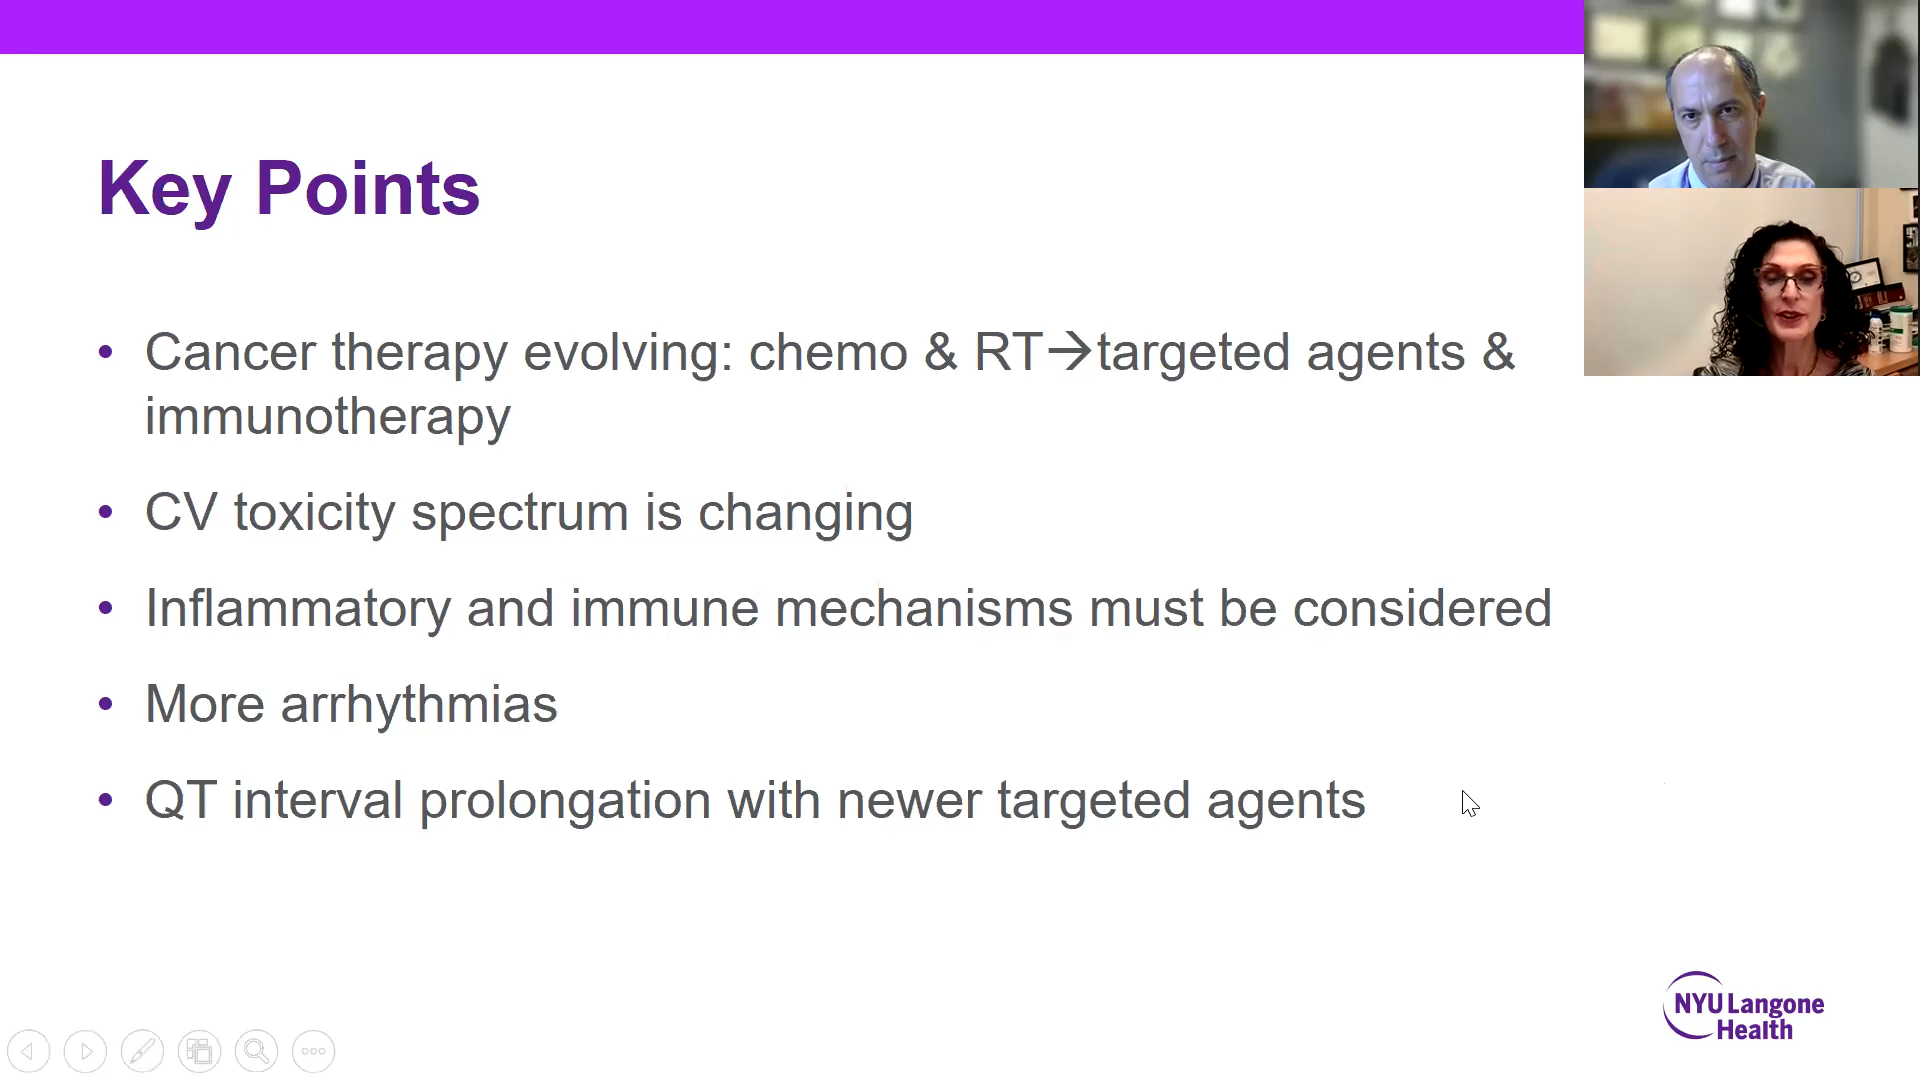 Key Points
• Cancer therapy evolving: chemo & RT→targeted agents &
immunotherapy
• CV toxicity spectrum is changing
• Inflammatory and immune mechanisms must be considered
• More arrhythmias
• QT interval prolongation with newer targeted agents
NYU Langone
Health